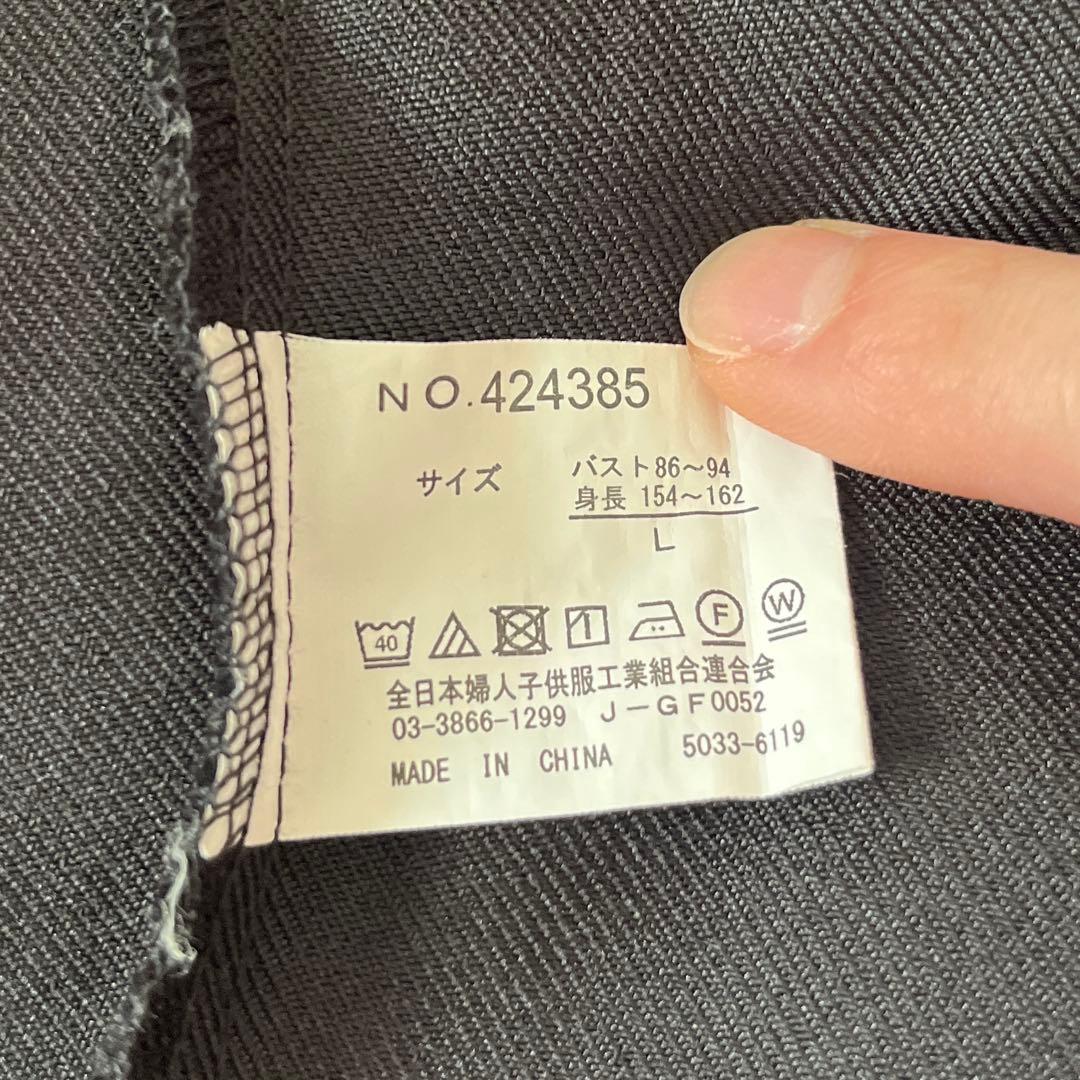 NO.424385
サイズ
バスト86～94
身長 154～162
L
40
F
W
全日本婦人子供服工業組合連合会
03-3866-1299 J－GF0052
MADE IN CHINA 5033-6119